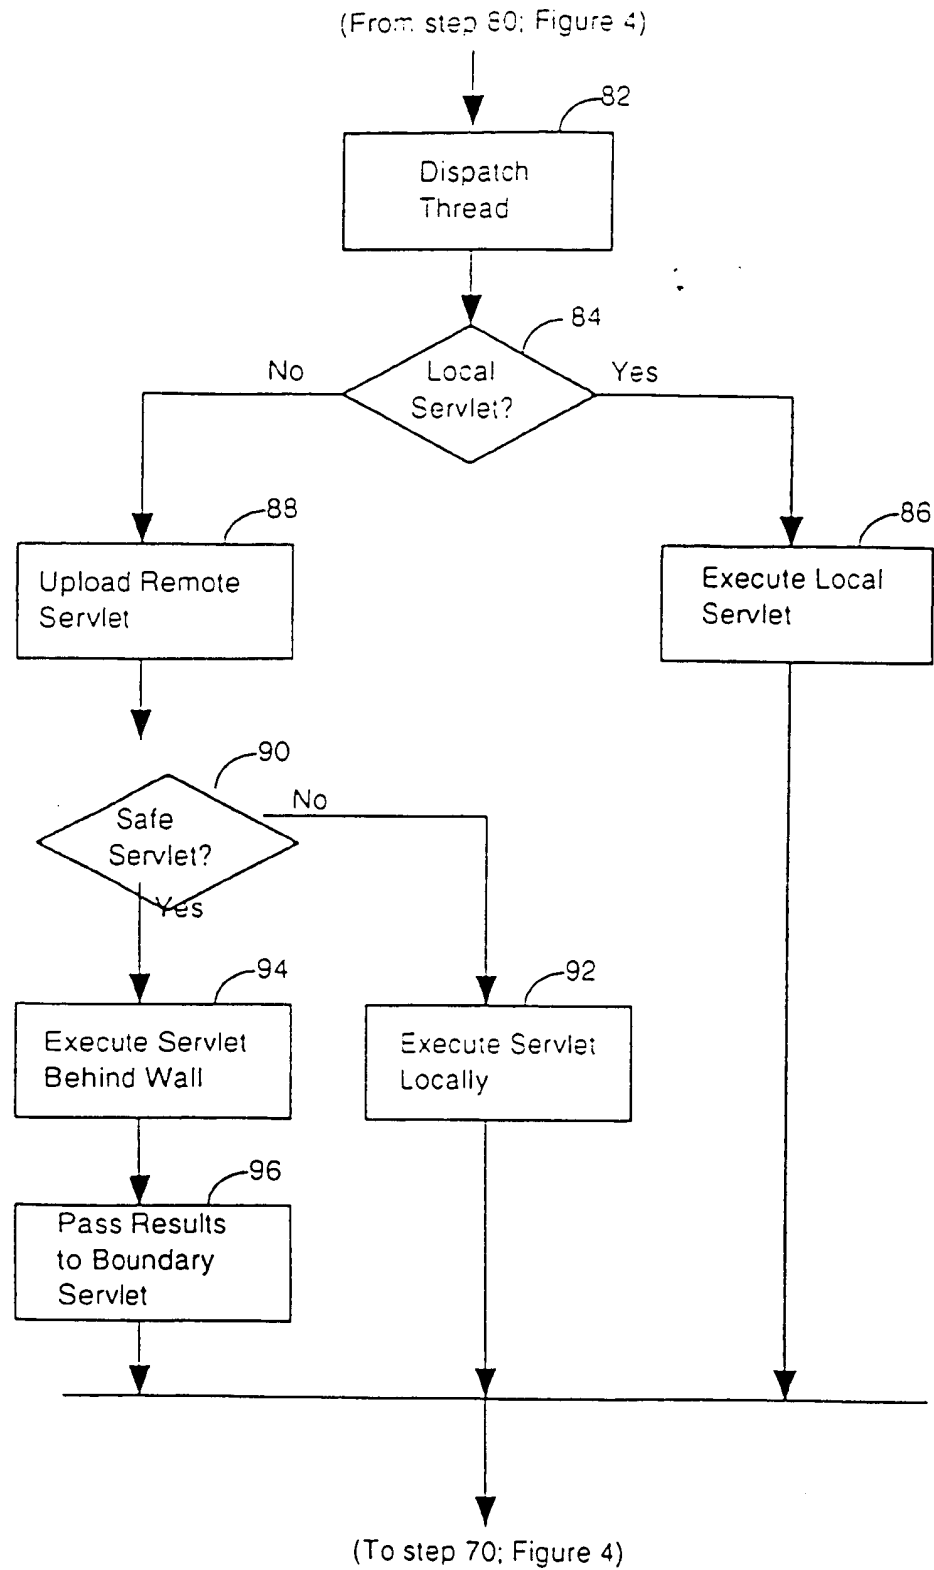 (From step 80; Figure 4)
82
Dispatch
Thread
84
No
Local
Servlet?
Yes
88
86
Upload Remote
Servlet
Execute Local
Servlet
90
No
Safe
Servlet?
Yes
94
92
Execute Servlet
Behind Wall
Execute Servlet
Locally
96
Pass Results
to Boundary
Servlet
(To step 70; Figure 4)